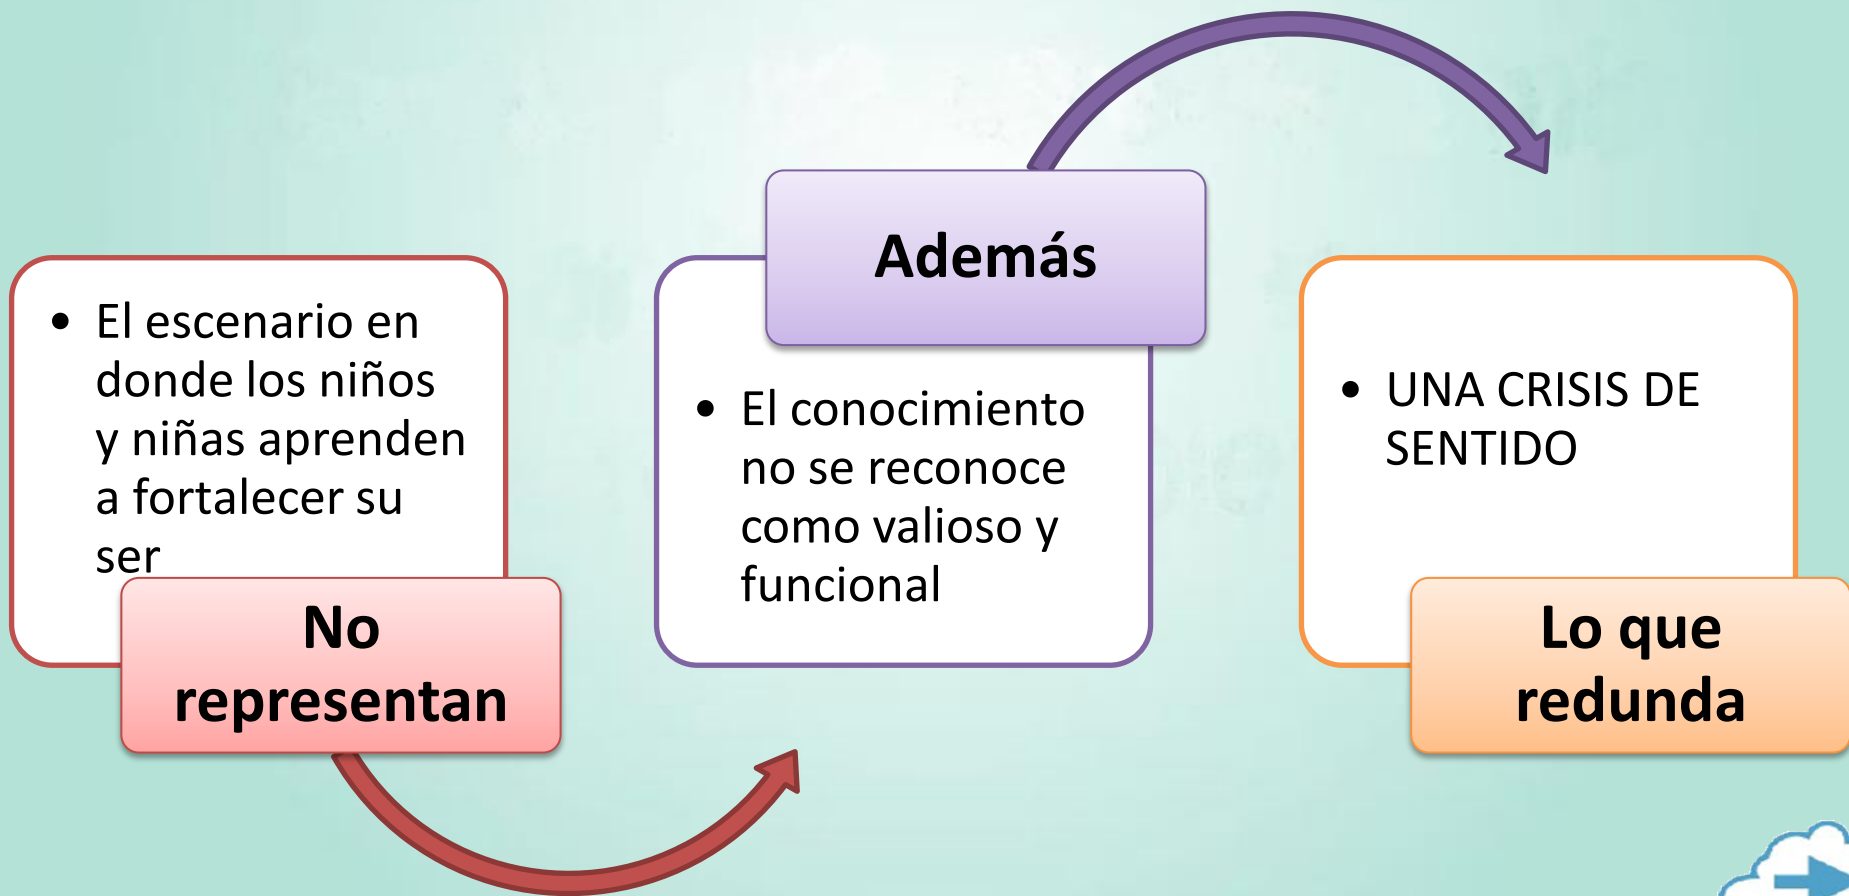 • El escenario en
donde los niños
y niñas aprenden
a fortalecer su
ser
No
representan
Además
• El conocimiento
no se reconoce
como valioso y
funcional
• UNA CRISIS DE
SENTIDO
Lo que
redunda